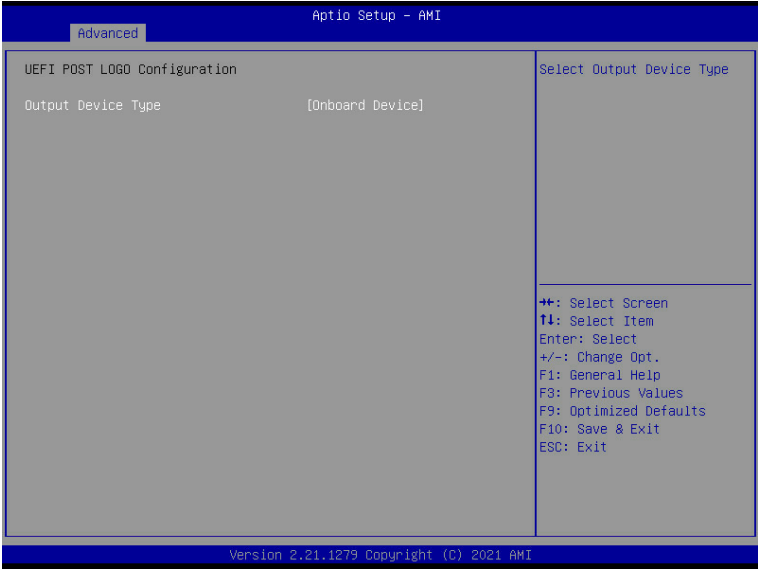 Aptio Setup – AMI
Advanced
UEFI POST LOGO Configuration
Output Device Type [Onboard Device]
Select Output Device Type
→←: Select Screen
↑↓: Select Item
Enter: Select
+/-: Change Opt.
F1: General Help
F3: Previous Values
F9: Optimized Defaults
F10: Save & Exit
ESC: Exit
Version 2.21.1279 Copyright (C) 2021 AMI